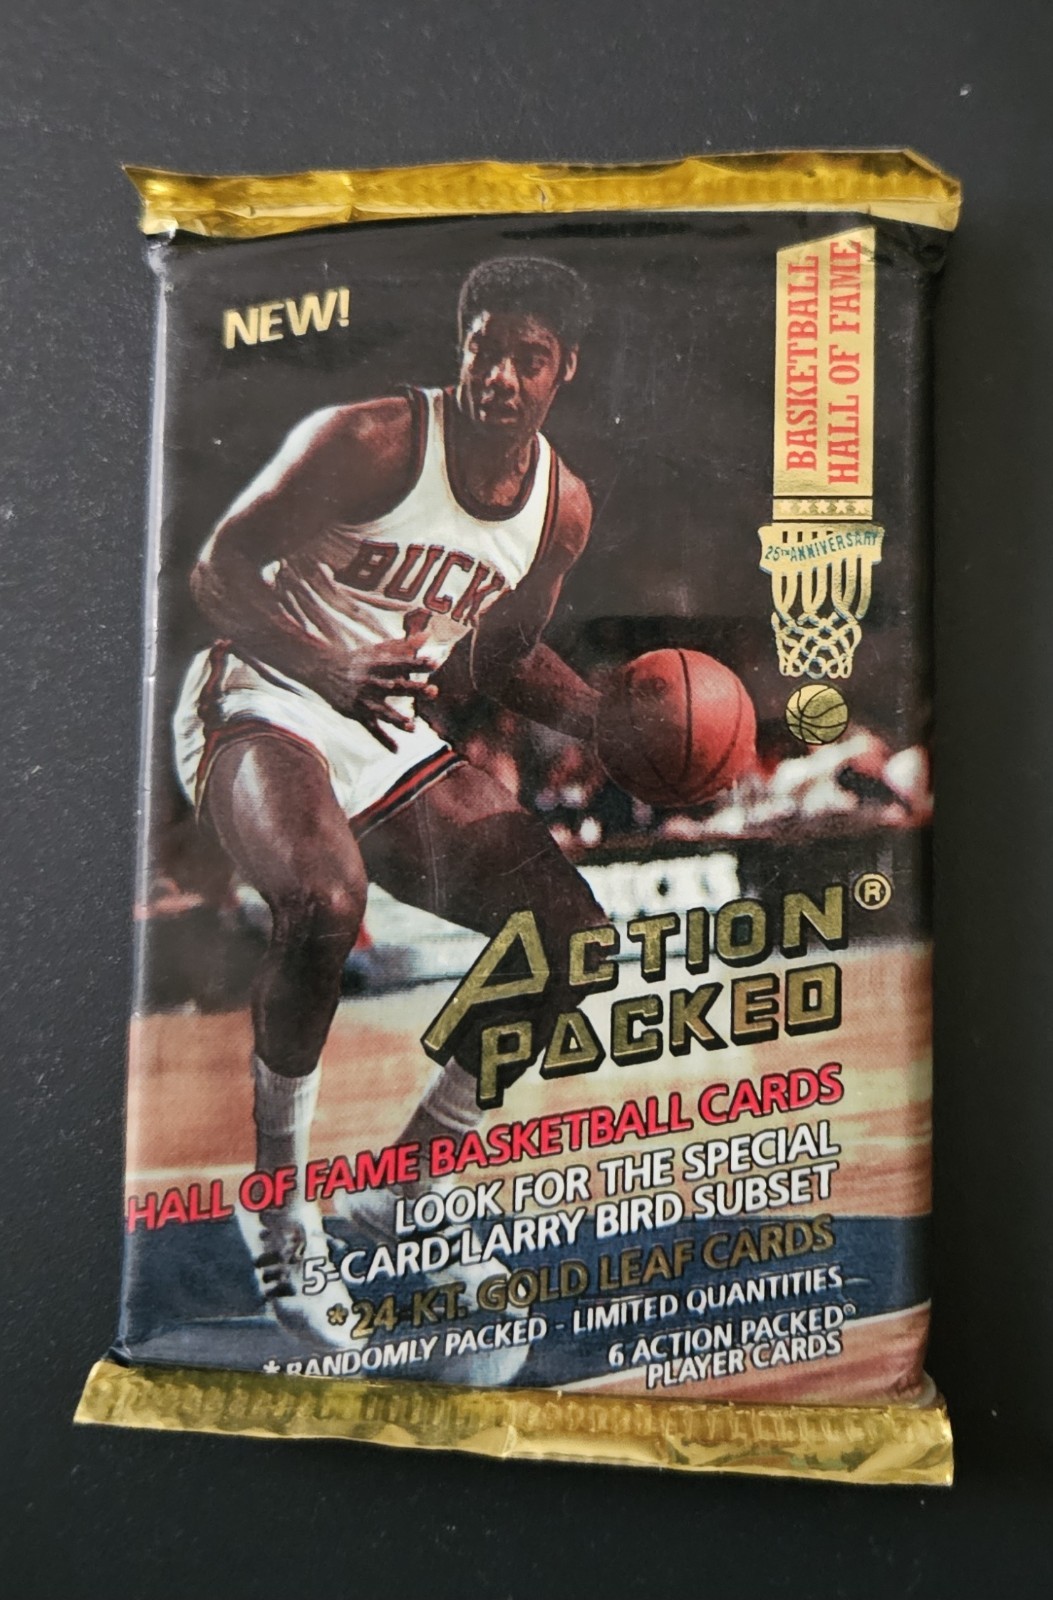 NEW!
BASKETBALL
HALL OF FAME
25TH ANNIVERSARY
BUCK
1
BUCKS
ACTION
PACKED®
HALL OF FAME BASKETBALL CARDS
LOOK FOR THE SPECIAL
5-CARD LARRY BIRD SUBSET
*24-KT. GOLD LEAF CARDS
*RANDOMLY PACKED - LIMITED QUANTITIES
6 ACTION PACKED®
PLAYER CARDS